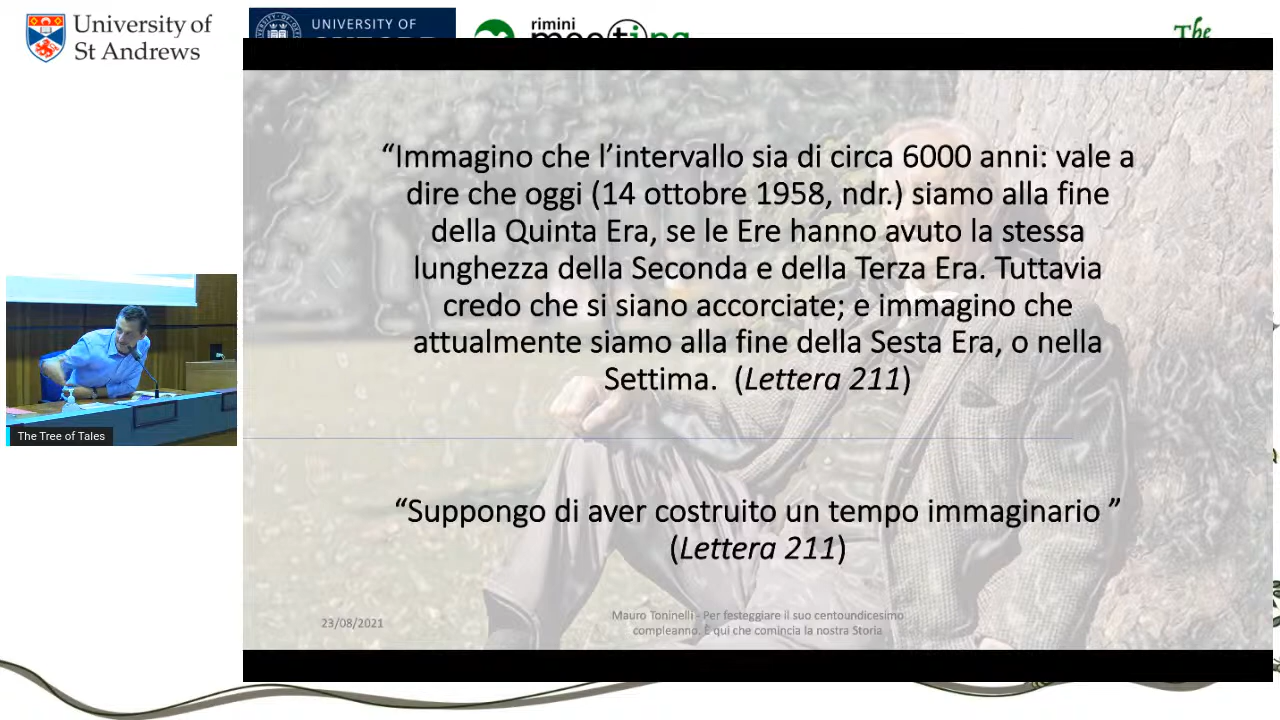 University of
St Andrews
UNIVERSITY OF
rimini
meeting
The
“Immagino che l’intervallo sia di circa 6000 anni: vale a
dire che oggi (14 ottobre 1958, ndr.) siamo alla fine
della Quinta Era, se le Ere hanno avuto la stessa
lunghezza della Seconda e della Terza Era. Tuttavia
credo che si siano accorciate; e immagino che
attualmente siamo alla fine della Sesta Era, o nella
Settima. (Lettera 211)
“Suppongo di aver costruito un tempo immaginario ”
(Lettera 211)
The Tree of Tales
23/08/2021
Mauro Toninelli - Per festeggiare il suo centoundicesimo
compleanno. È qui che comincia la nostra Storia